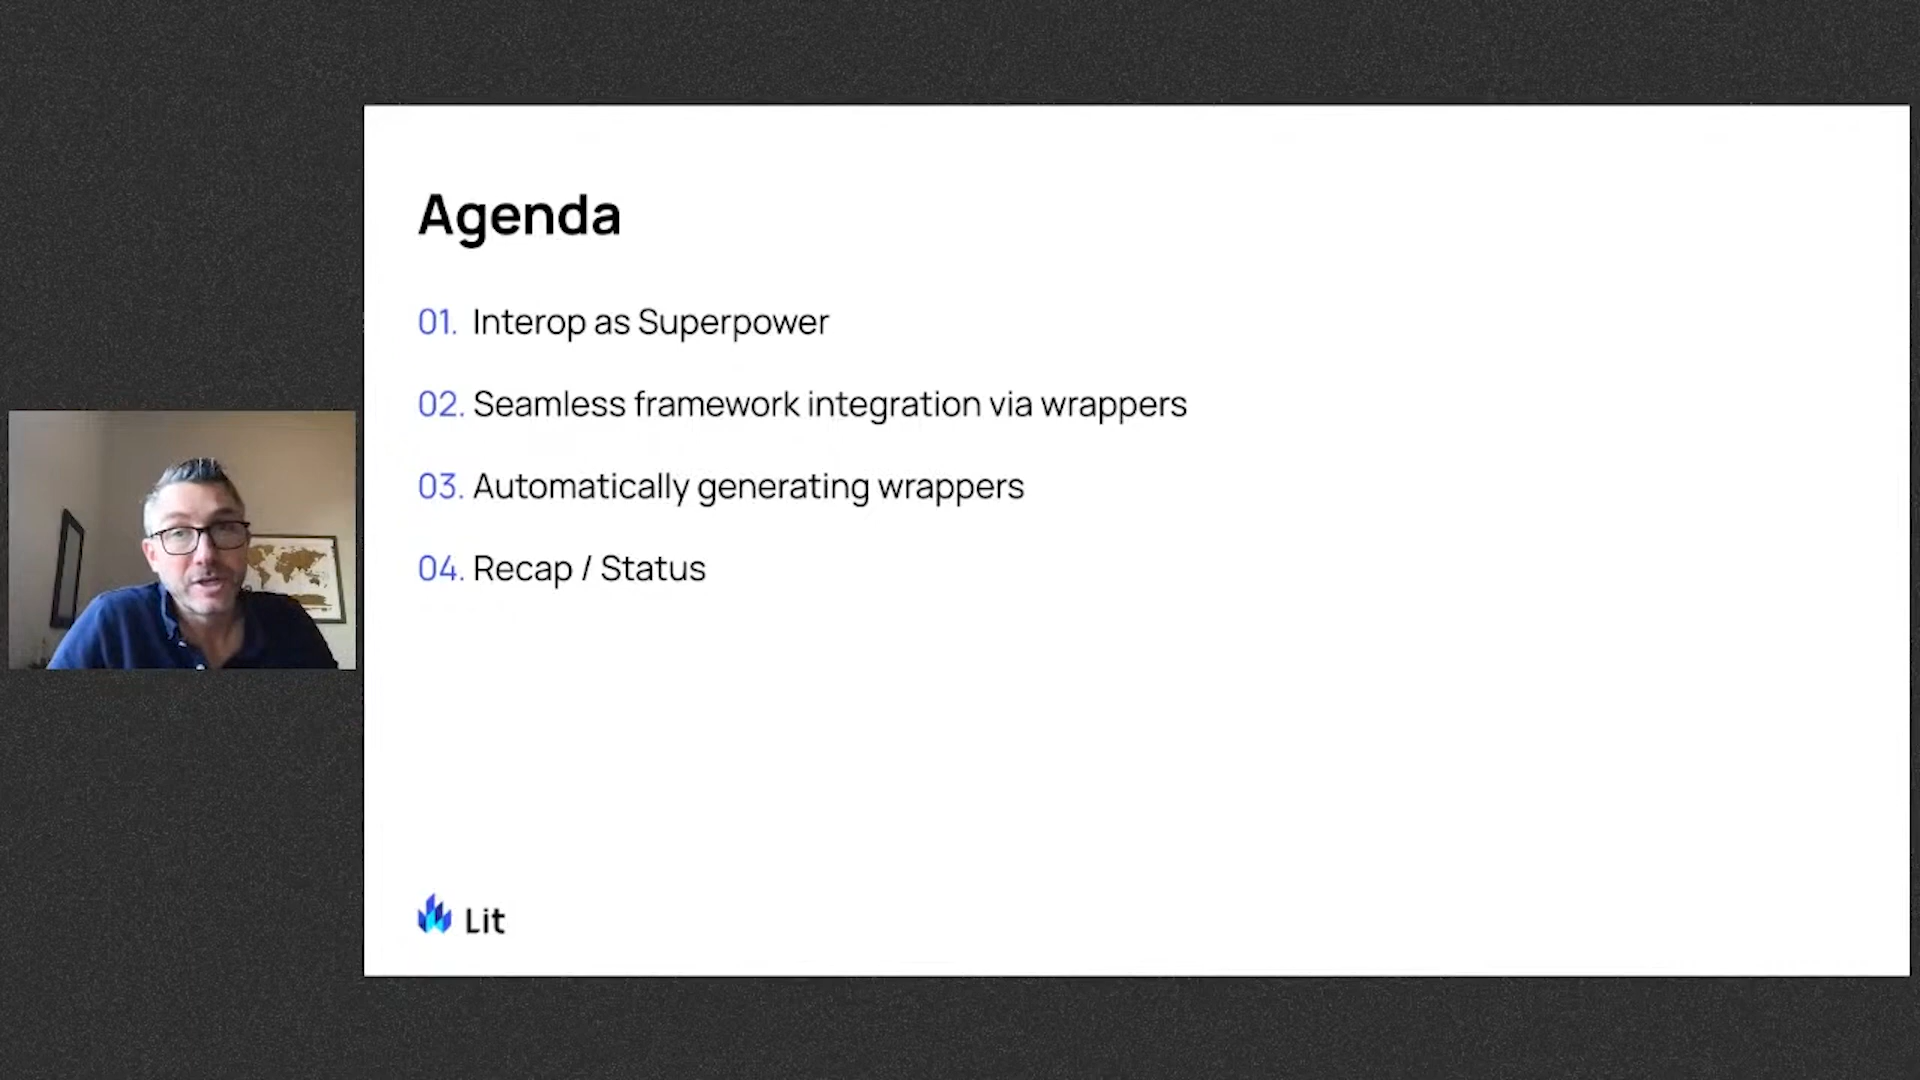 Agenda
01. Interop as Superpower
02. Seamless framework integration via wrappers
03. Automatically generating wrappers
04. Recap / Status
Lit